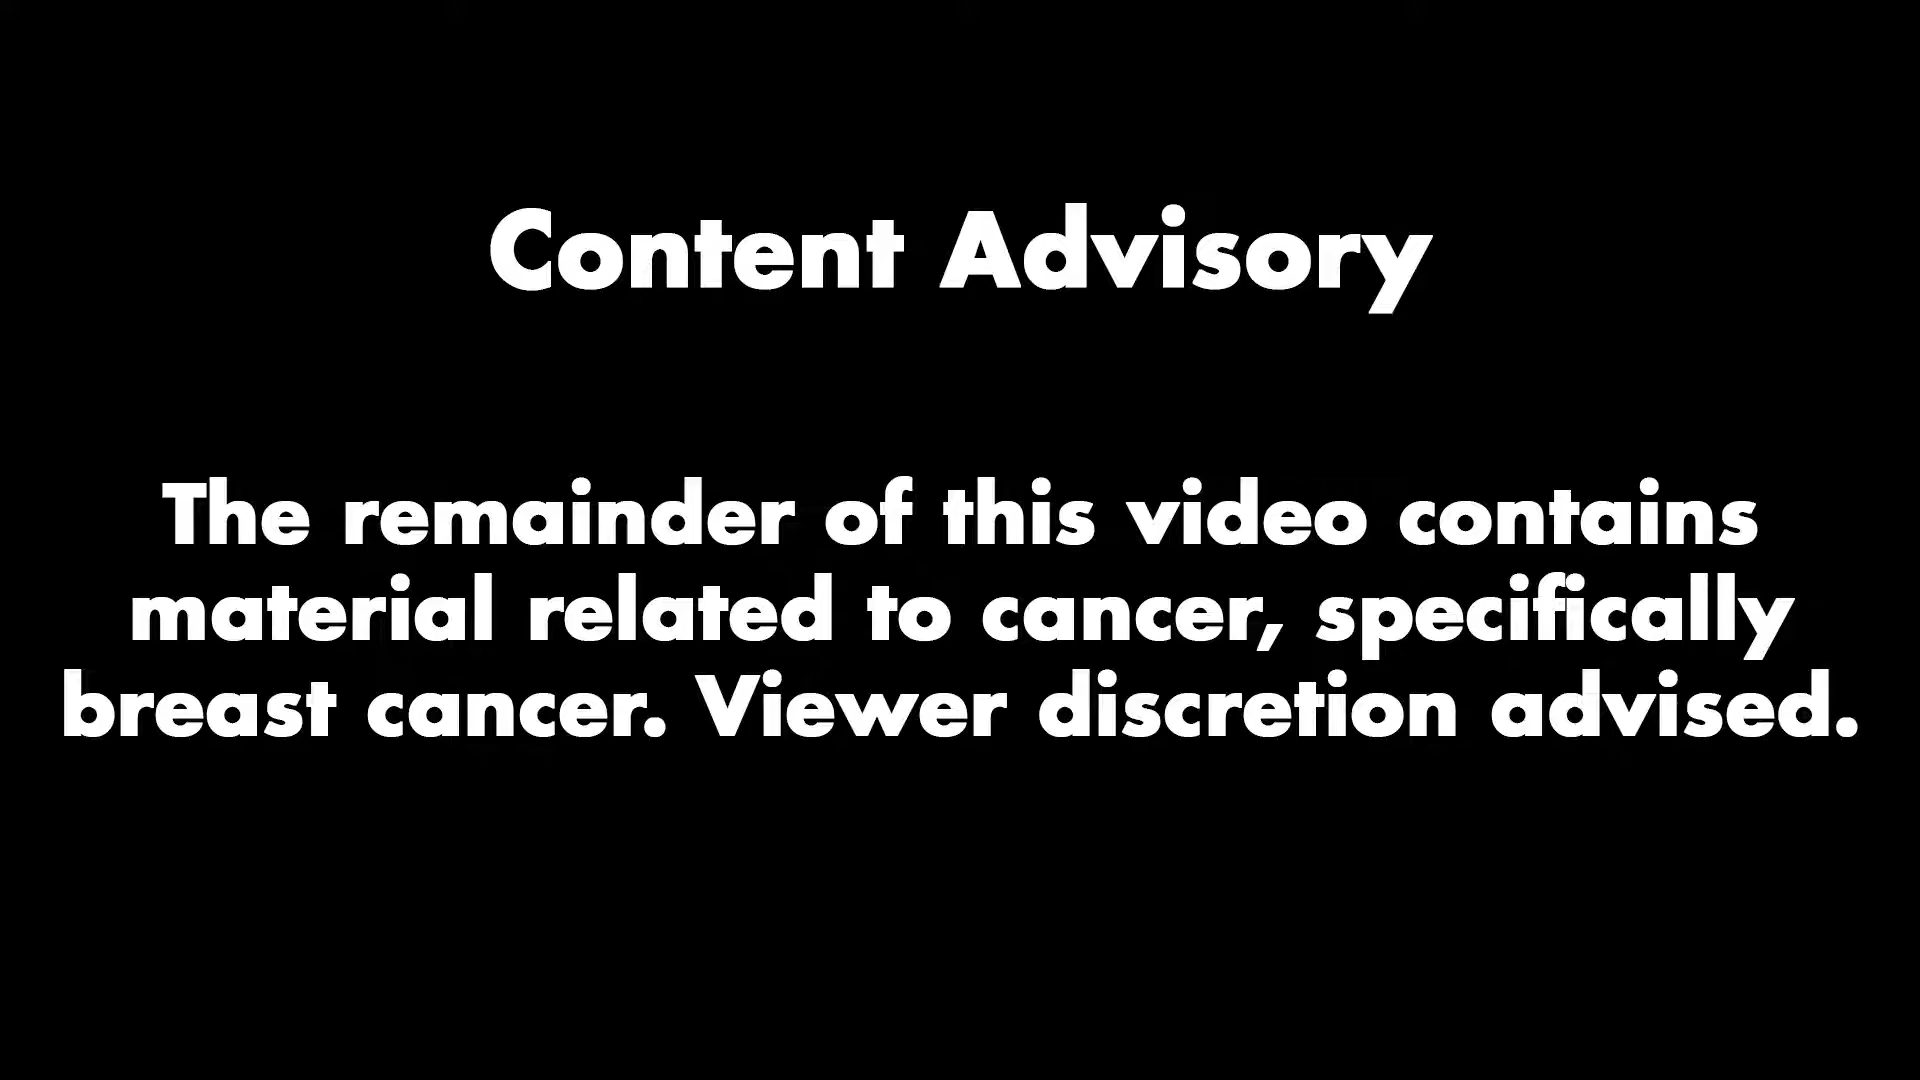 Content Advisory
The remainder of this video contains
material related to cancer, specifically
breast cancer. Viewer discretion advised.